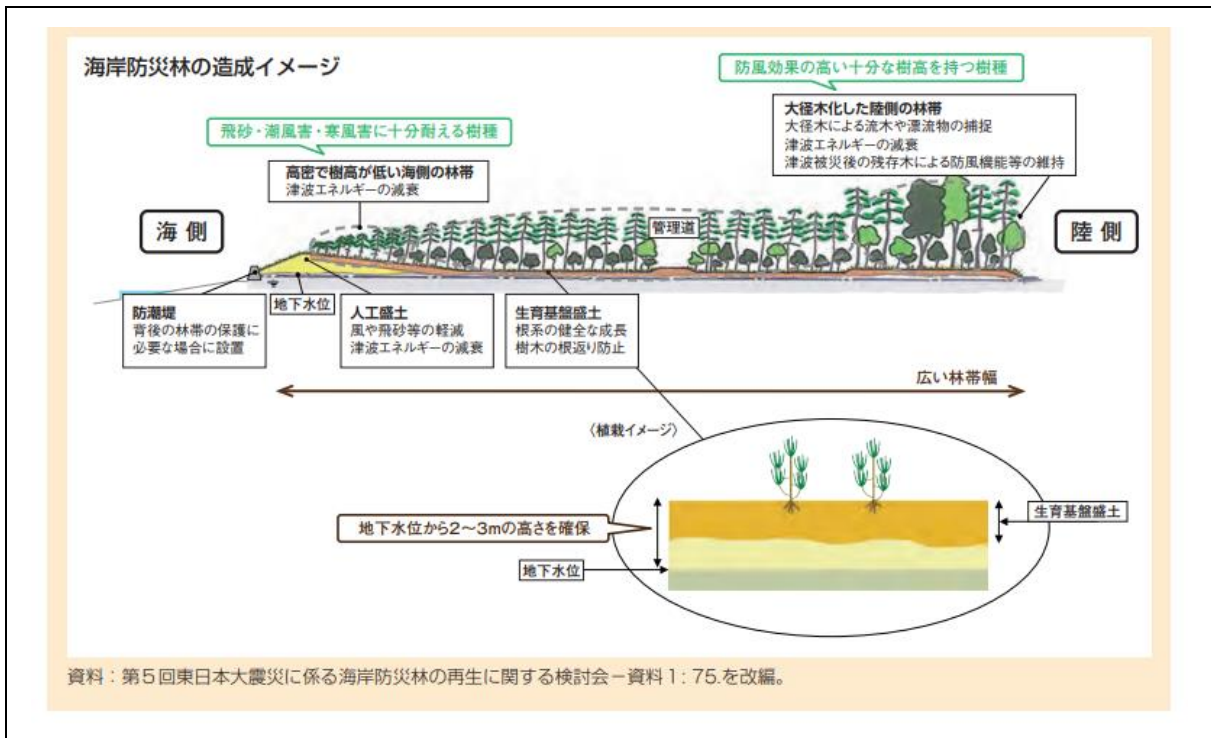 海岸防災林の造成イメージ
防風効果の高い十分な樹高を持つ樹種
大径木化した陸側の林帯
大径木による流木や漂流物の捕捉
津波エネルギーの減衰
津波被災後の残存木による防風機能等の維持
飛砂・潮風害・寒風害に十分耐える樹種
高密で樹高が低い海側の林帯
津波エネルギーの減衰
海側
管理道
陸側
防潮堤
背後の林帯の保護に
必要な場合に設置
地下水位
人工盛土
風や飛砂等の軽減
津波エネルギーの減衰
生育基盤盛土
根系の健全な成長
樹木の根返り防止
広い林帯幅
〈植栽イメージ〉
地下水位から2〜3mの高さを確保
生育基盤盛土
地下水位
資料：第5回東日本大震災に係る海岸防災林の再生に関する検討会－資料1：75.を改編。